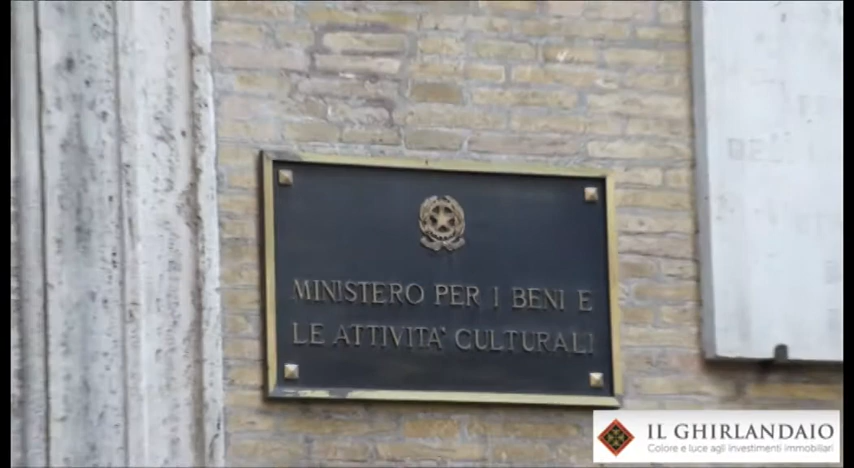 MINISTERO PER I BENI E
LE ATTIVITA' CULTURALI
IL GHIRLANDAIO
Colore e luce agli investimenti immobiliari